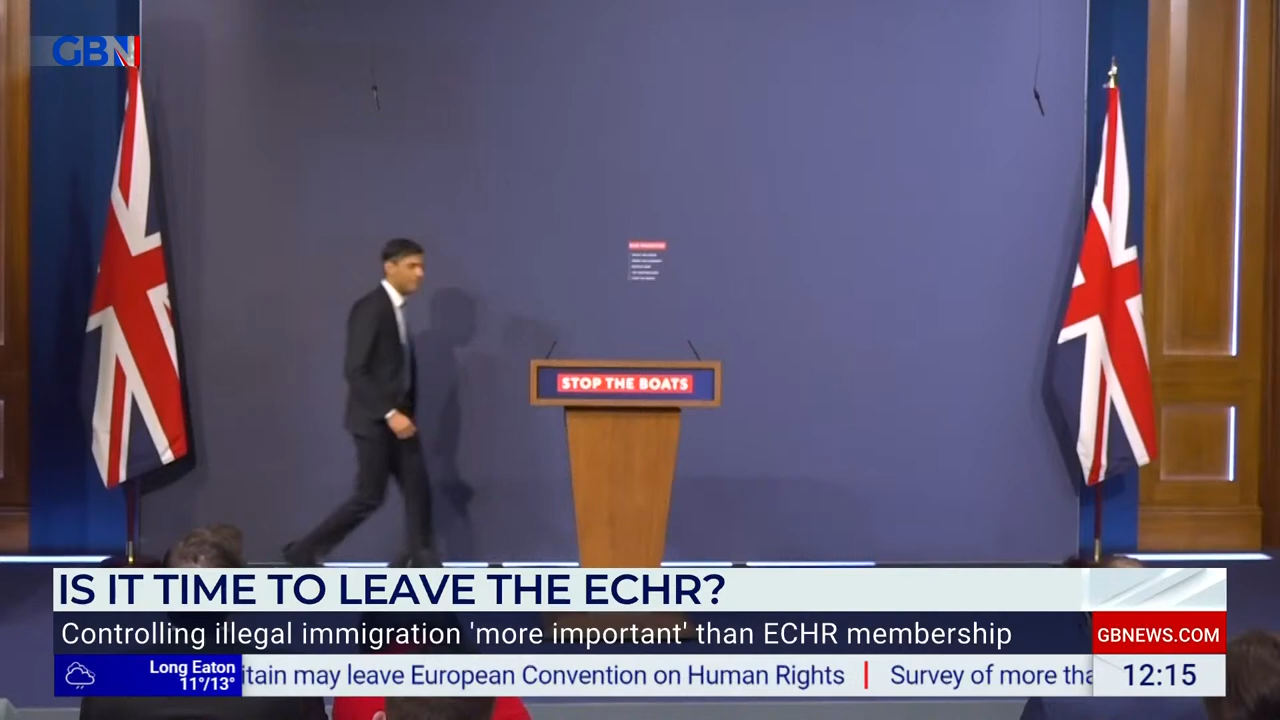 GBN
STOP THE BOATS
IS IT TIME TO LEAVE THE ECHR?
Controlling illegal immigration 'more important' than ECHR membership
GBNEWS.COM
Long Eaton
11°/13°
itain may leave European Convention on Human Rights | Survey of more tha
12:15